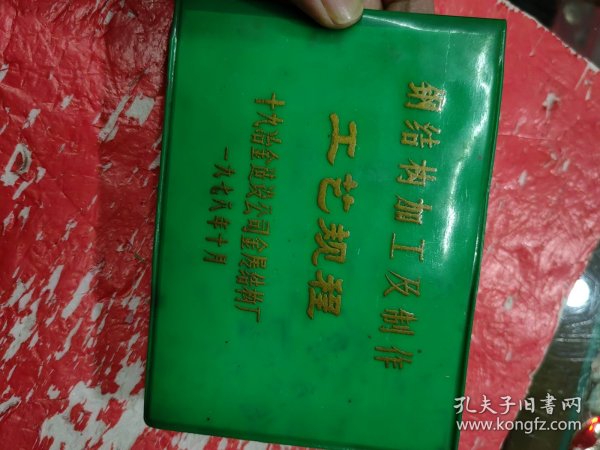 钢结构加工及制作
工艺规程
十九冶金建设公司金属结构厂
一九七八年十月
孔夫子旧书网
www.kongfz.com